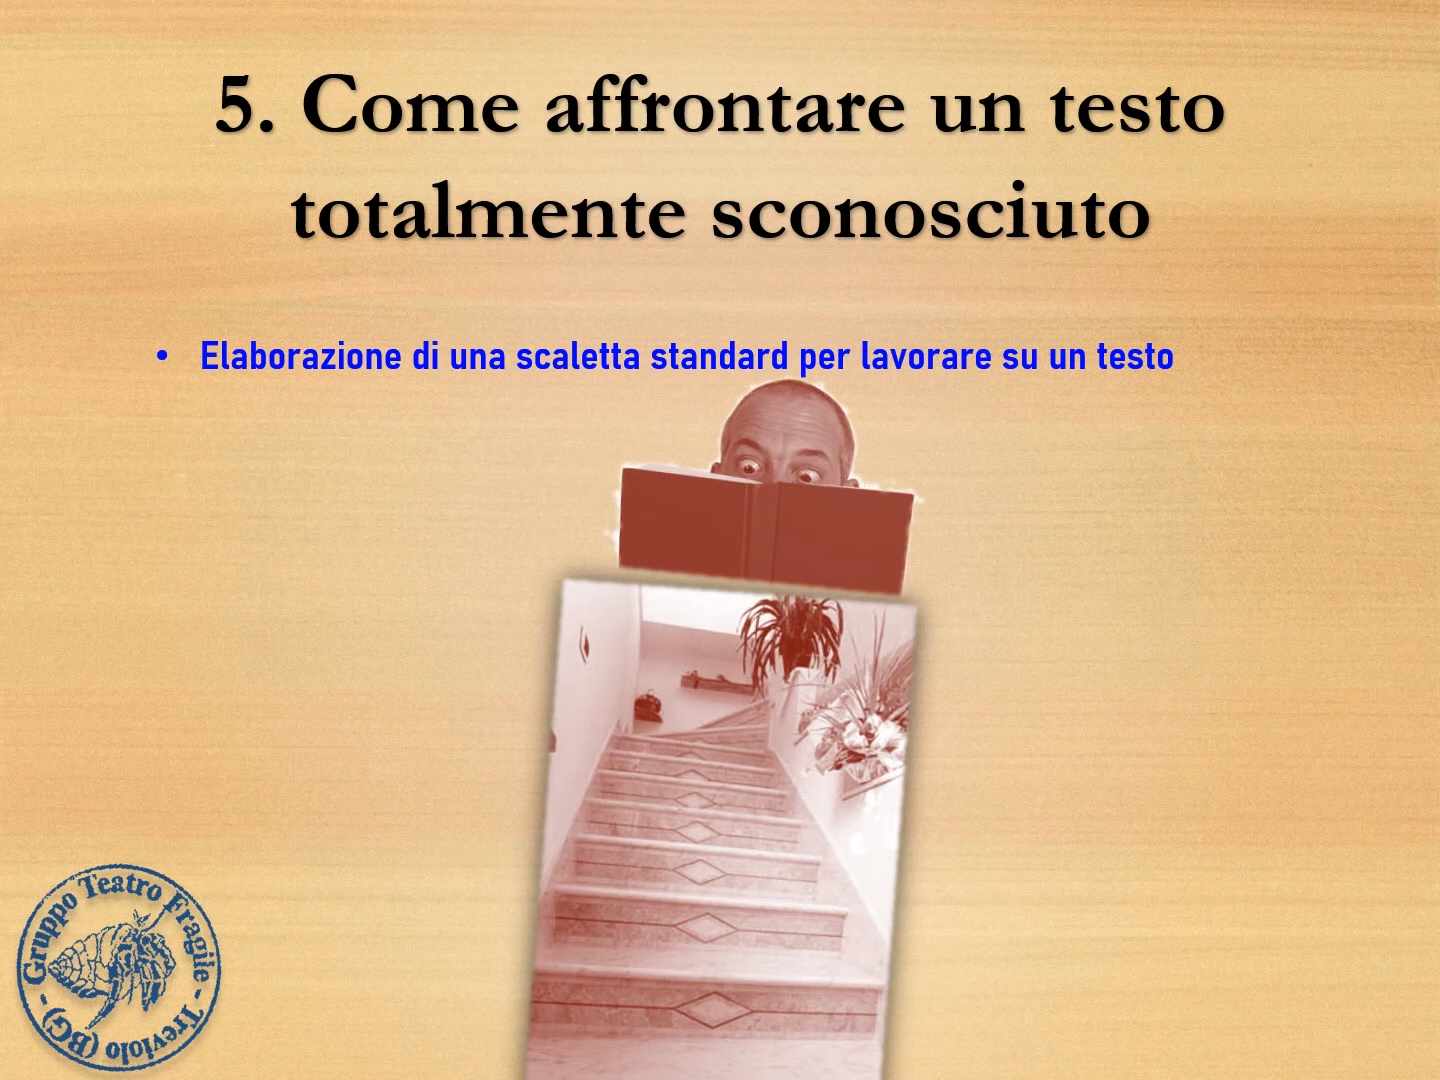 5. Come affrontare un testo
totalmente sconosciuto
• Elaborazione di una scaletta standard per lavorare su un testo
Gruppo Teatro Fragile - Treviolo (BG) -